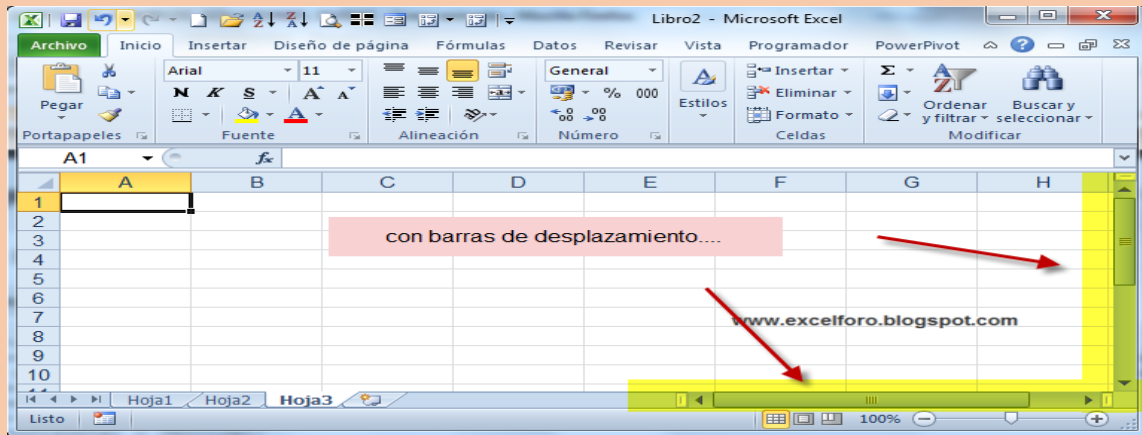 Libro2 - Microsoft Excel
Archivo Inicio Insertar Diseño de página Fórmulas Datos Revisar Vista Programador PowerPivot
Pegar
Portapapeles
Arial 11
N K S A A
A
Fuente
Alineación
General
% 000
Número
Estilos
Insertar
Eliminar
Formato
Celdas
Σ
Ordenar y filtrar
Buscar y seleccionar
Modificar
A1 fx
A B C D E F G H
1
2
3
4
5
6
7
8
9
10
con barras de desplazamiento....
www.excelforo.blogspot.com
Hoja1 Hoja2 Hoja3
Listo 100%